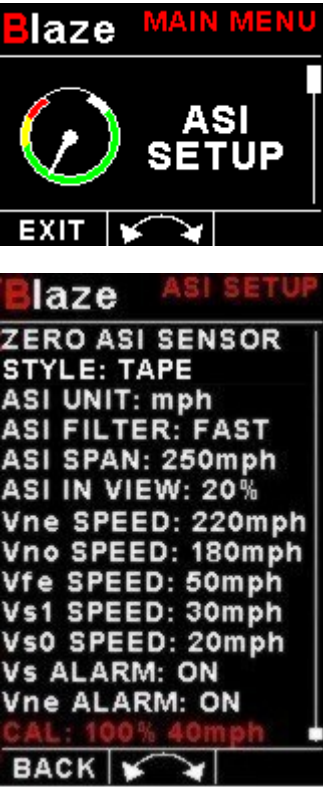 Blaze MAIN MENU
ASI
SETUP
EXIT
Blaze ASI SETUP
ZERO ASI SENSOR
STYLE: TAPE
ASI UNIT: mph
ASI FILTER: FAST
ASI SPAN: 250mph
ASI IN VIEW: 20%
Vne SPEED: 220mph
Vno SPEED: 180mph
Vfe SPEED: 50mph
Vs1 SPEED: 30mph
Vs0 SPEED: 20mph
Vs ALARM: ON
Vne ALARM: ON
CAL: 100% 40mph
BACK